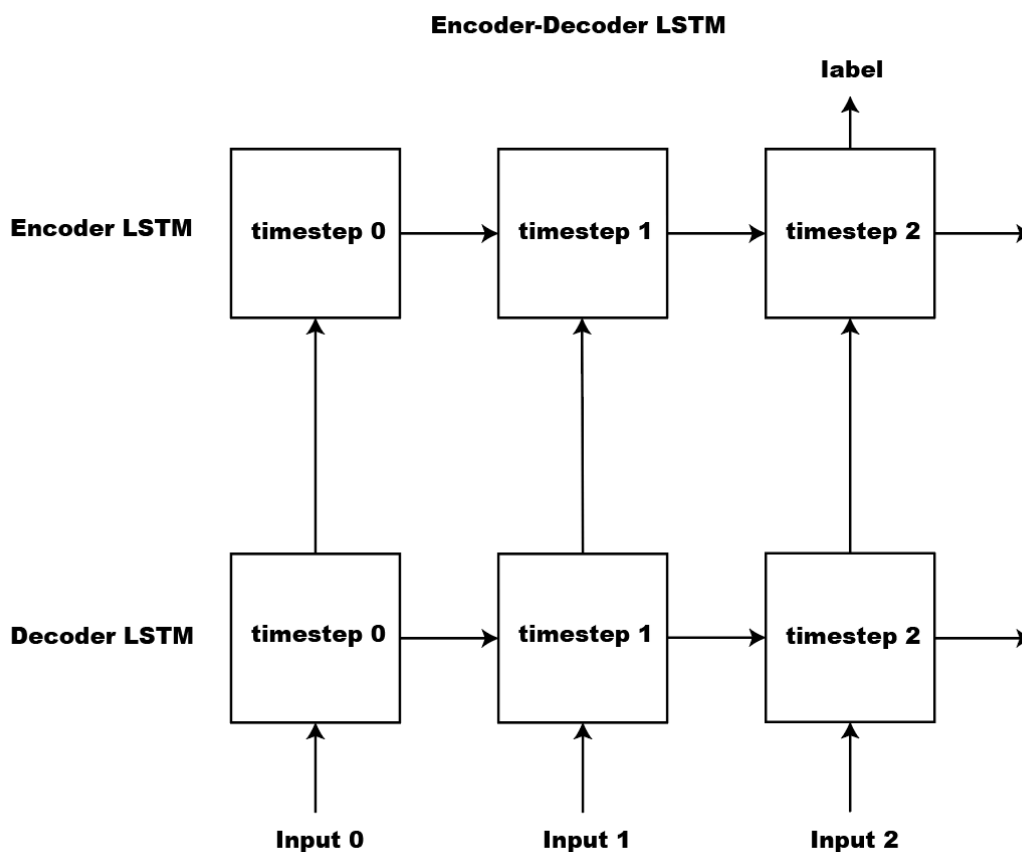 Encoder-Decoder LSTM
label
Encoder LSTM
timestep 0
timestep 1
timestep 2
Decoder LSTM
timestep 0
timestep 1
timestep 2
Input 0
Input 1
Input 2